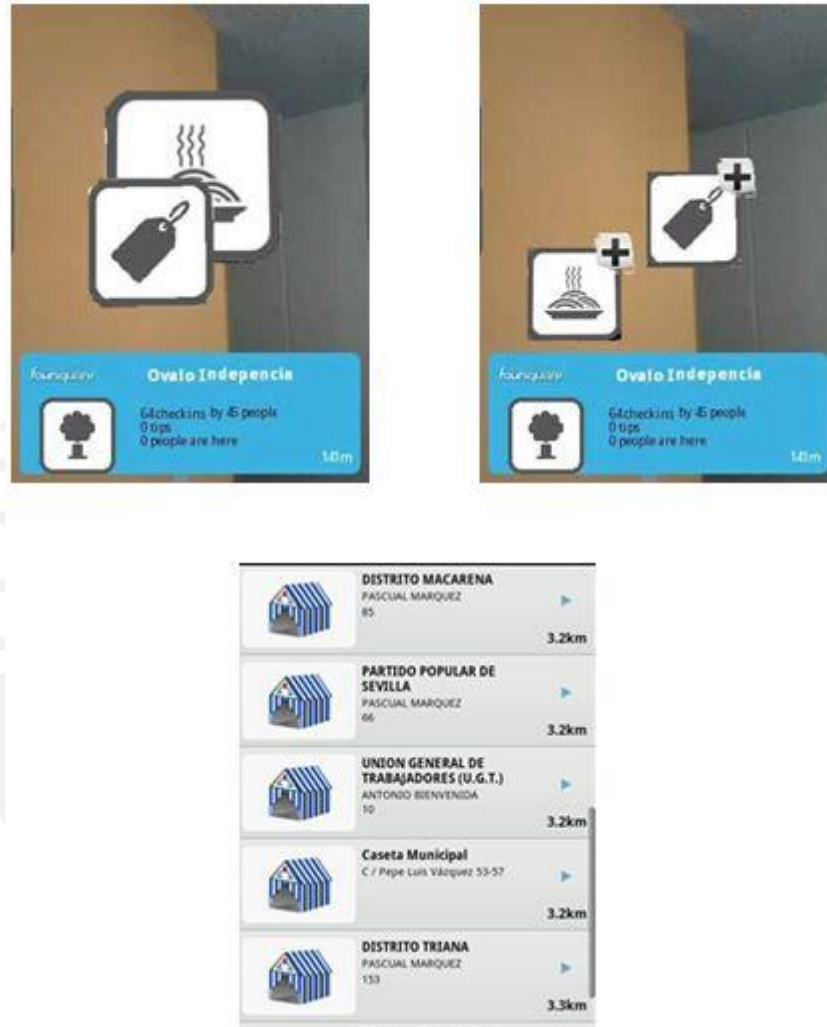 foursquare
Ovalo Indepencia
64checkins by 45 people
0 tips
0 people are here
141m
foursquare
Ovalo Indepencia
64checkins by 45 people
0 tips
0 people are here
141m
DISTRITO MACARENA
PASCUAL MARQUEZ
85
3.2km
PARTIDO POPULAR DE
SEVILLA
PASCUAL MARQUEZ
66
3.2km
UNION GENERAL DE
TRABAJADORES (U.G.T.)
ANTONIO BIENVENIDA
10
3.2km
Caseta Municipal
C / Pepe Luis Vázquez 53-57
3.2km
DISTRITO TRIANA
PASCUAL MARQUEZ
153
3.3km